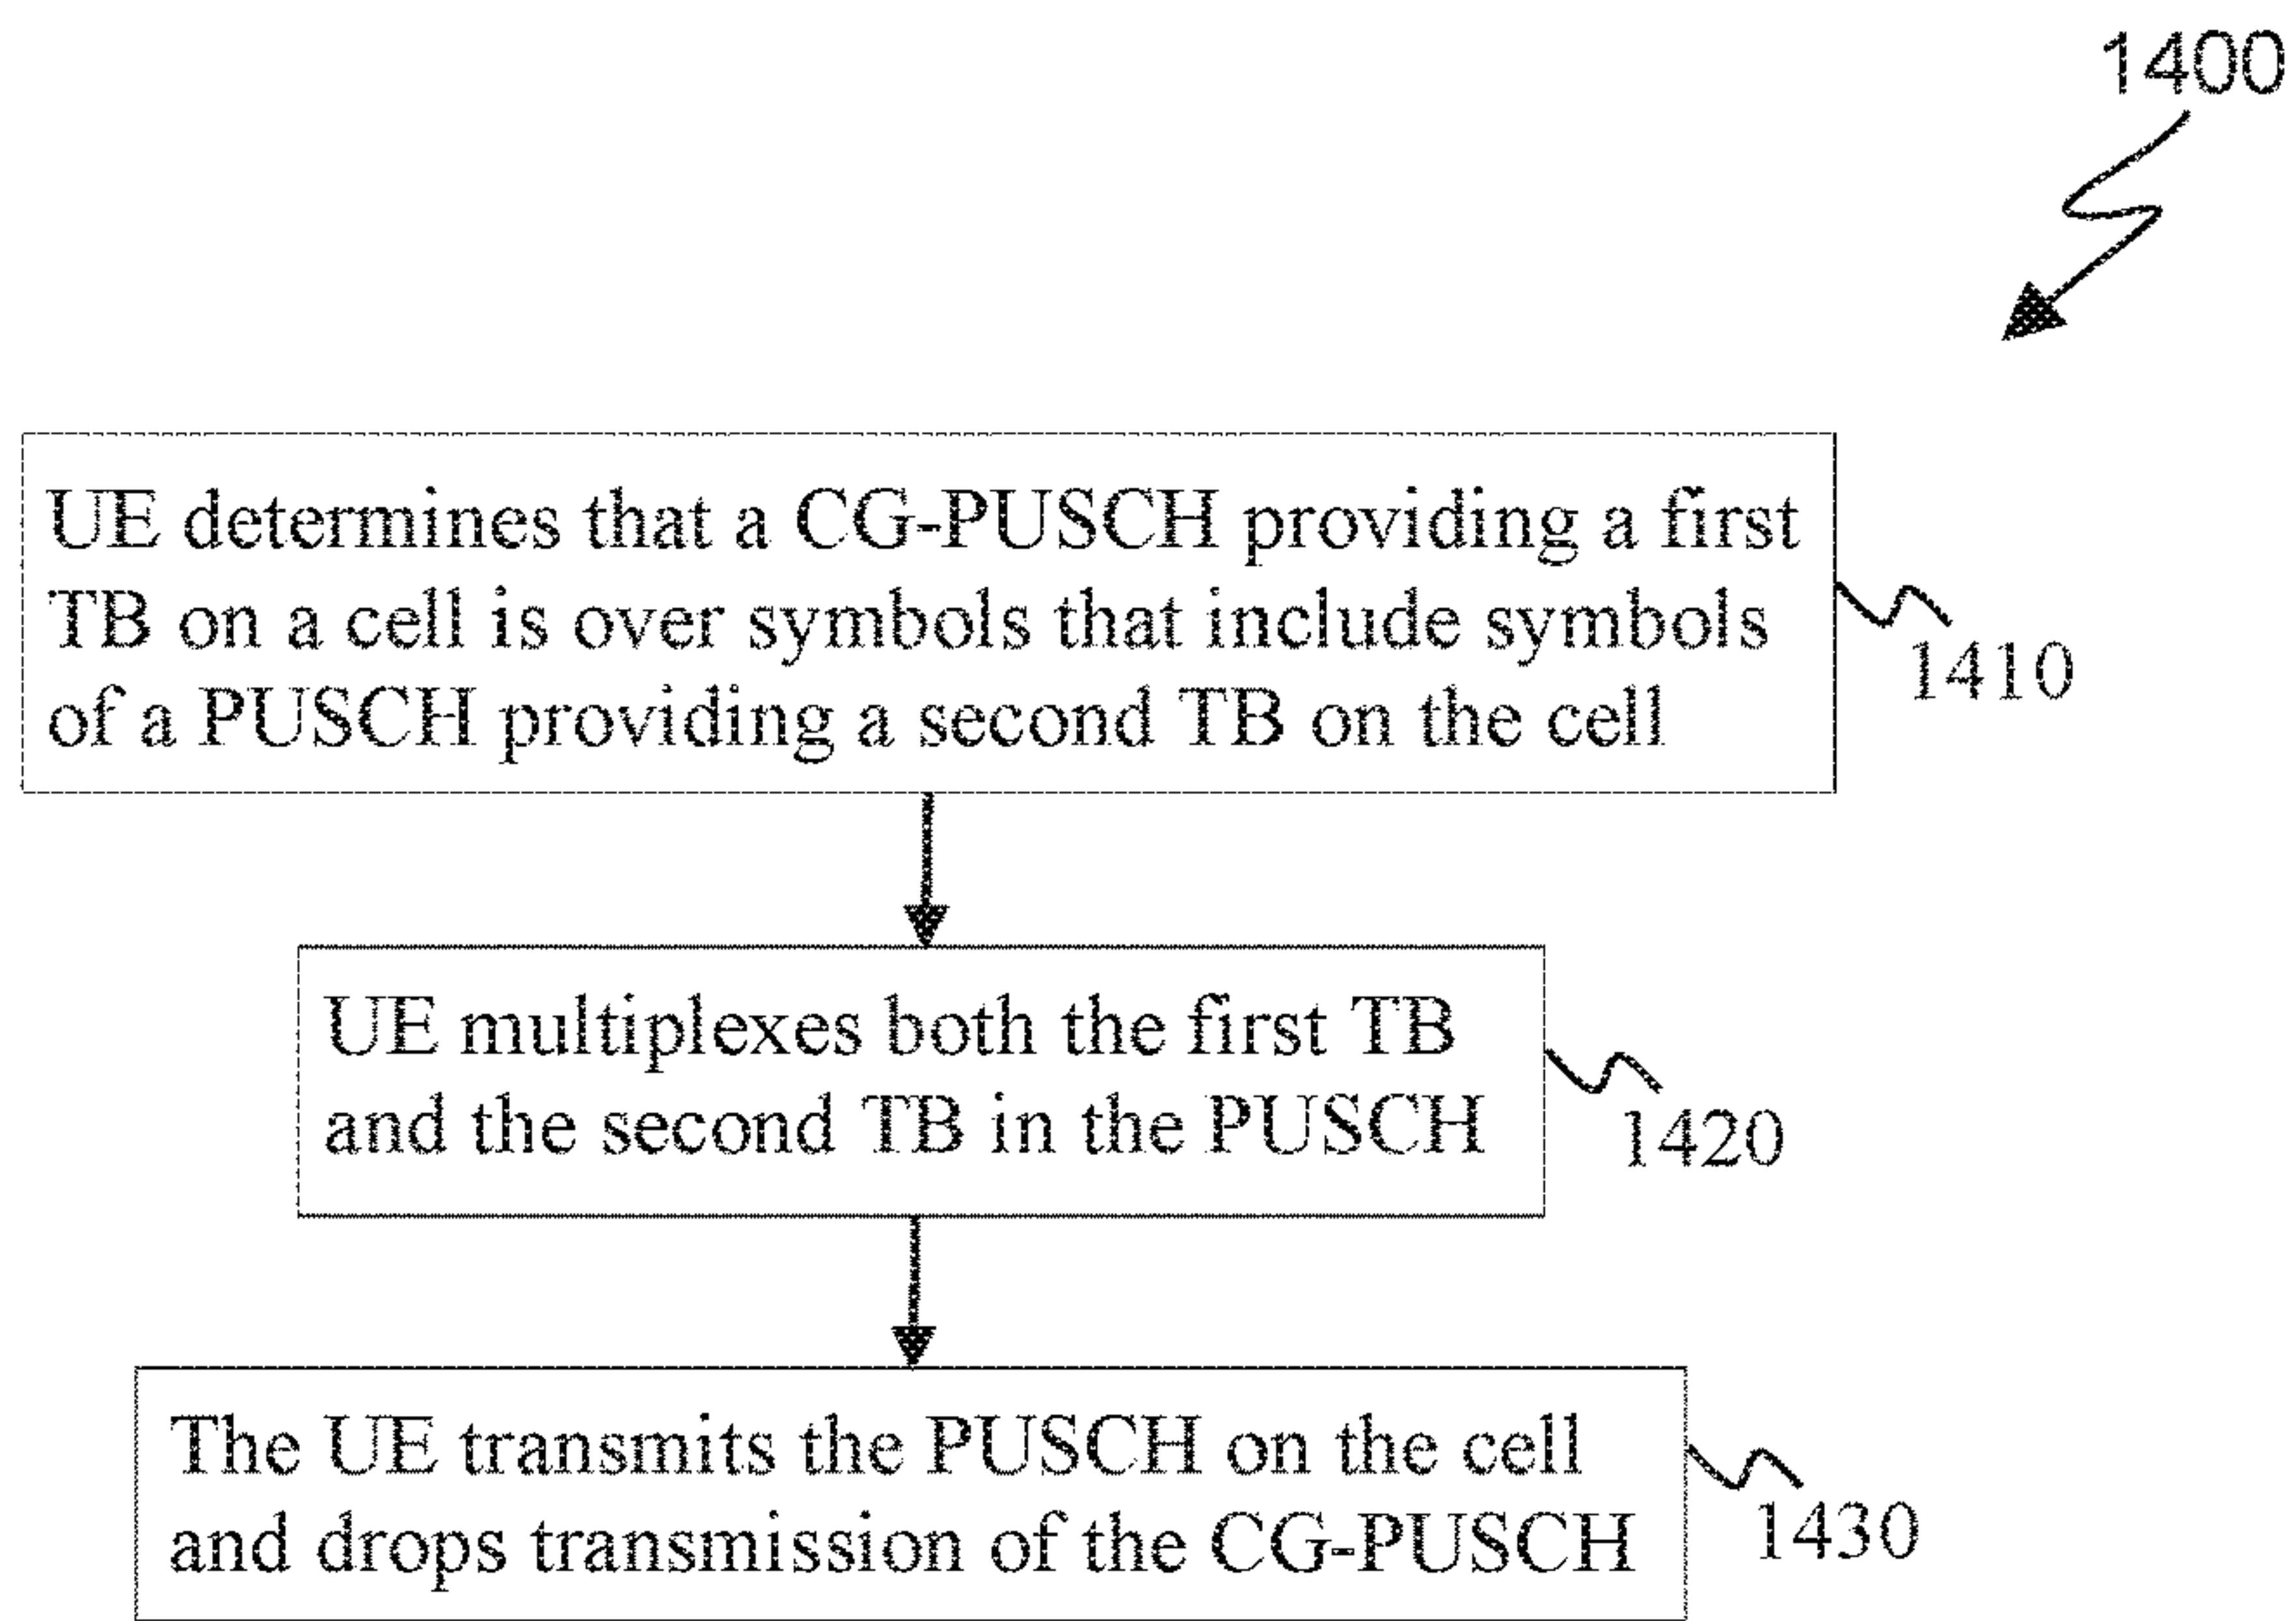 1400
UE determines that a CG-PUSCH providing a first
TB on a cell is over symbols that include symbols
of a PUSCH providing a second TB on the cell
1410
UE multiplexes both the first TB
and the second TB in the PUSCH
1420
The UE transmits the PUSCH on the cell
and drops transmission of the CG-PUSCH
1430